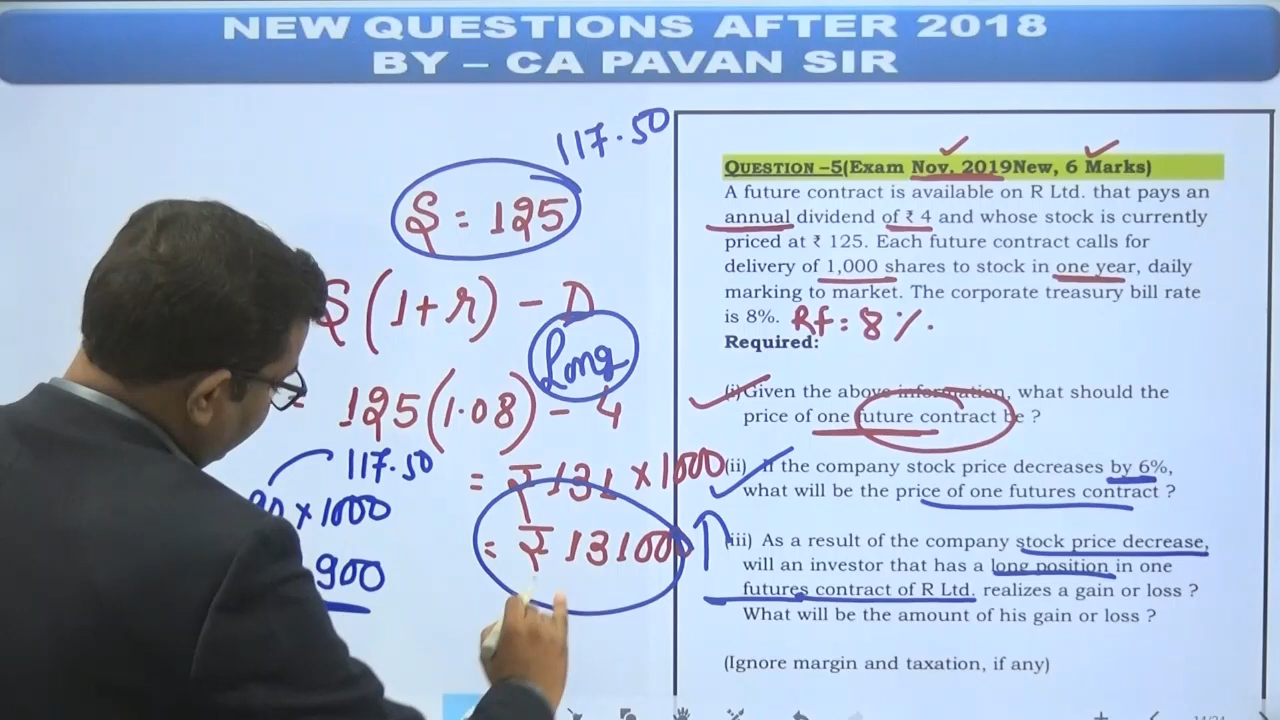 NEW QUESTIONS AFTER 2018
BY – CA PAVAN SIR
117.50
S = 125
S (1+r) - D
Long
= 125 (1.08) - 4
117.50
= ₹ 131 × 1000
× 1000
= ₹ 13100
900
QUESTION –5(Exam Nov. 2019New, 6 Marks)
A future contract is available on R Ltd. that pays an
annual dividend of ₹ 4 and whose stock is currently
priced at ₹ 125. Each future contract calls for
delivery of 1,000 shares to stock in one year, daily
marking to market. The corporate treasury bill rate
is 8%. Rf = 8 %.
Required:
(i)Given the above information, what should the
price of one future contract be ?
(ii) If the company stock price decreases by 6%,
what will be the price of one futures contract ?
(iii) As a result of the company stock price decrease,
will an investor that has a long position in one
futures contract of R Ltd. realizes a gain or loss ?
What will be the amount of his gain or loss ?
(Ignore margin and taxation, if any)